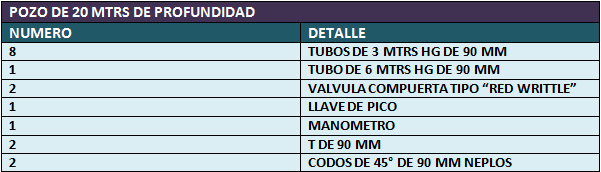 POZO DE 20 MTRS DE PROFUNDIDAD
NUMERO DETALLE
8 TUBOS DE 3 MTRS HG DE 90 MM
1 TUBO DE 6 MTRS HG DE 90 MM
2 VALVULA COMPUERTA TIPO “RED WRITTLE”
1 LLAVE DE PICO
1 MANOMETRO
2 T DE 90 MM
2 CODOS DE 45° DE 90 MM NEPLOS